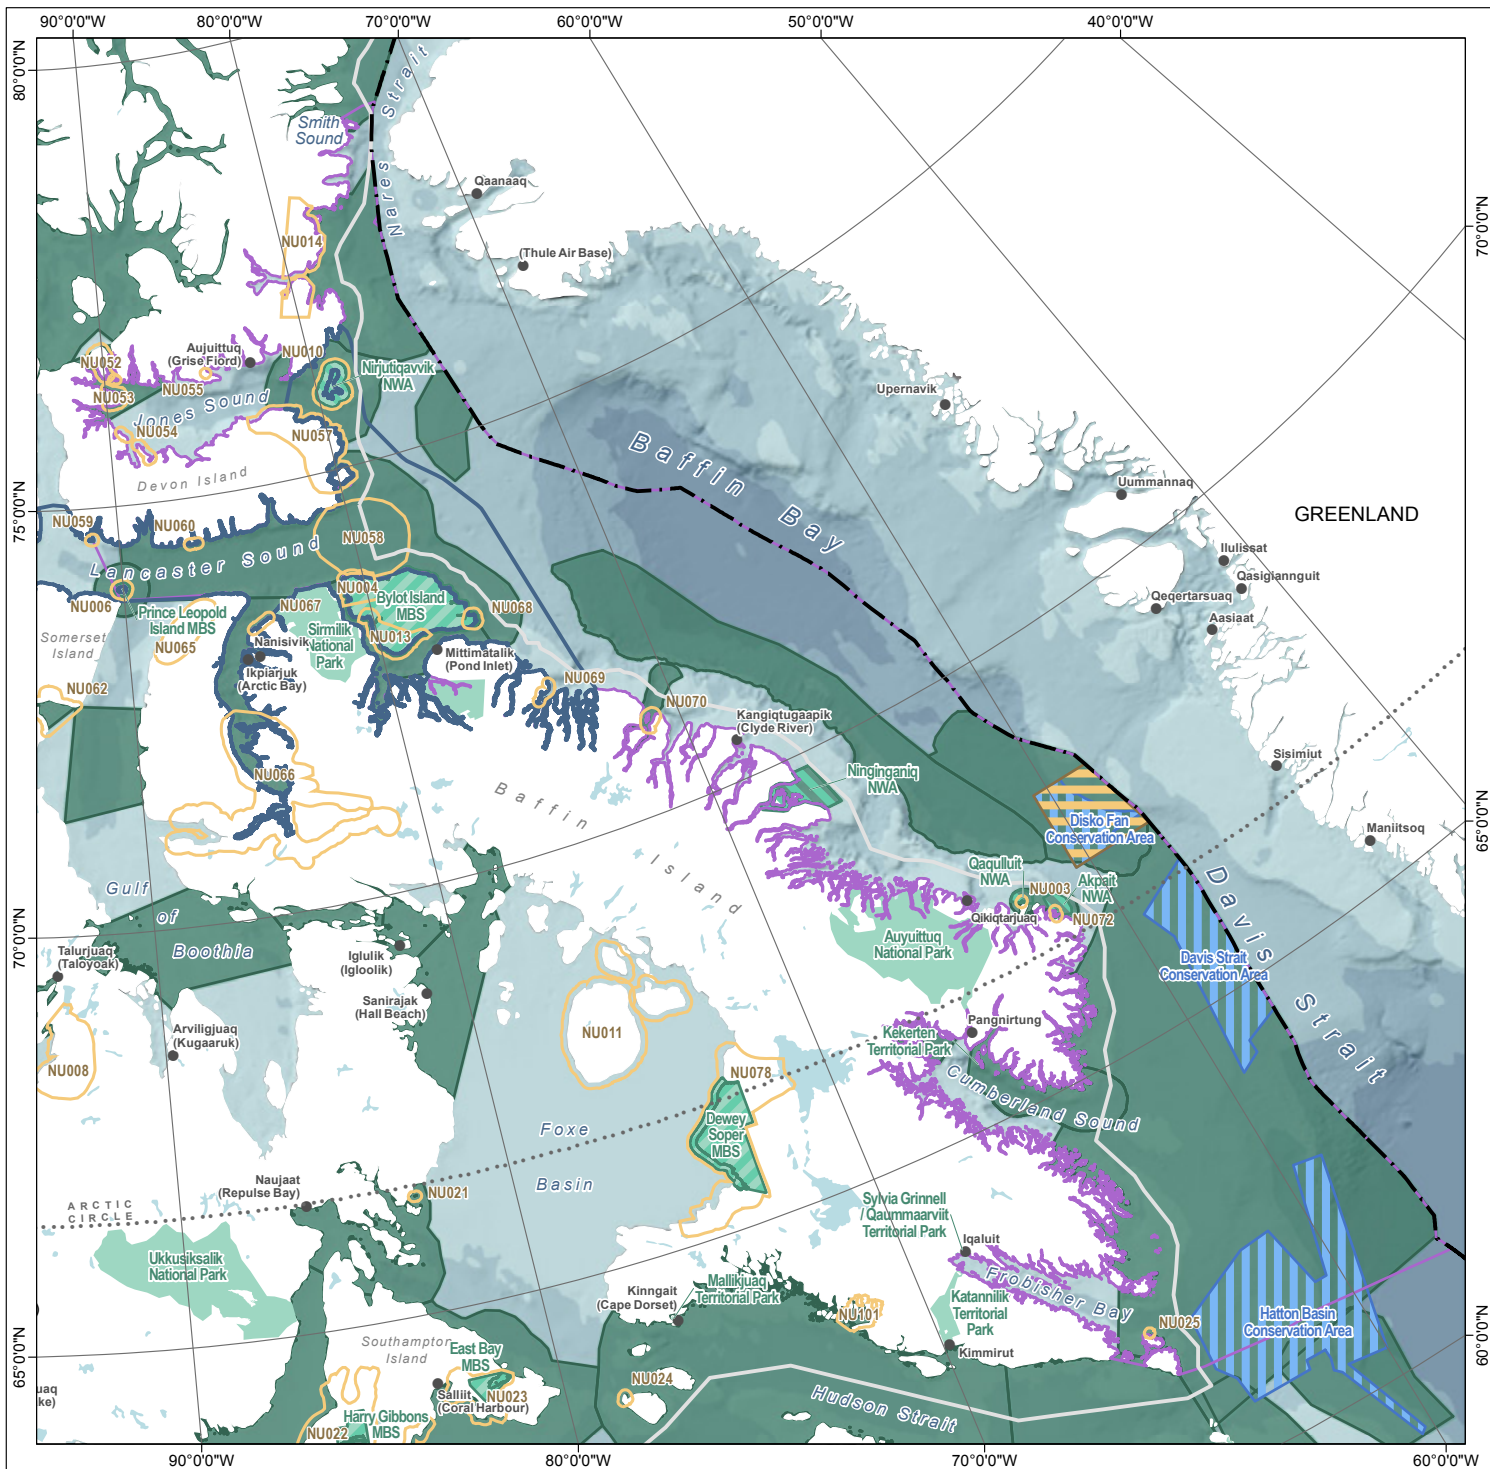 90°0'0"W
80°0'0"W
70°0'0"W
60°0'0"W
50°0'0"W
40°0'0"W
80°0'0"N
75°0'0"N
70°0'0"N
65°0'0"N
70°0'0"N
65°0'0"N
60°0'0"N
90°0'0"W
80°0'0"W
70°0'0"W
60°0'0"W
Smith
Sound
Nares Strait
Qaanaaq
(Thule Air Base)
NU014
Aujuittuq
(Grise Fiord)
NU010
NU052
NU053
NU055
NU054
Jones Sound
Nirjutiqavvik
NWA
NU057
Devon Island
Upernavik
Baffin Bay
Uummannaq
GREENLAND
Ilulissat
Qasigiannguit
Qeqertarsuaq
Aasiaat
Sisimiut
Maniitsoq
NU059
NU060
NU058
Lancaster Sound
NU006
NU004
Bylot Island
MBS
NU068
Prince Leopold
Island MBS
NU067
NU013
Sirmilik
National
Park
NU065
Somerset
Island
Nanisivik
Ikpiarjuk
(Arctic Bay)
Mittimatalik
(Pond Inlet)
NU062
NU069
NU070
Kangiqtugaapik
(Clyde River)
NU066
Baffin
Island
Ninginganiq
NWA
Disko Fan
Conservation Area
Qaqulluit
NWA
NU003
Akpait
NWA
NU072
Qikiqtarjuaq
Auyuittuq
National Park
Davis Strait
Conservation Area
Davis Strait
Gulf
of
Boothia
Talurjuaq
(Taloyoak)
Iglulik
(Igloolik)
Sanirajak
(Hall Beach)
Arviligjuaq
(Kugaaruk)
NU008
NU011
Pangnirtung
Kekerten
Territorial Park
NU078
Cumberland Sound
Dewey
Soper
MBS
Foxe
Basin
Naujaat
(Repulse Bay)
NU021
ARCTIC
CIRCLE
Ukkusiksalik
National Park
Sylvia Grinnell
/ Qaummaarviit
Territorial Park
Iqaluit
Frobisher Bay
Kinngait
(Cape Dorset)
Mallikjuaq
Territorial Park
NU101
Katannilik
Territorial
Park
Kimmirut
NU025
Hatton Basin
Conservation Area
Southampton
Island
East Bay
MBS
Salliit
(Coral Harbour)
NU023
NU024
Hudson Strait
NU022
Harry Gibbons
MBS
uaq
ke)